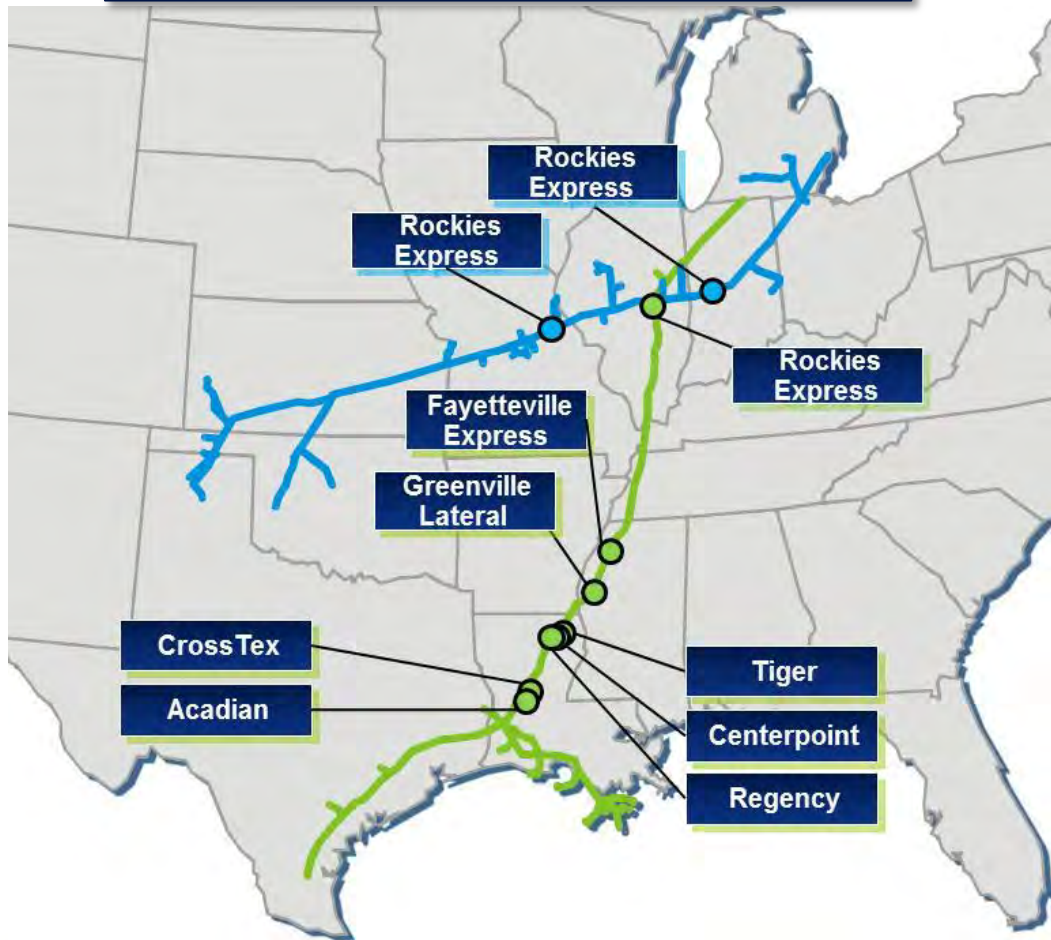 Rockies
Express
Rockies
Express
Rockies
Express
Fayetteville
Express
Greenville
Lateral
CrossTex
Acadian
Tiger
Centerpoint
Regency